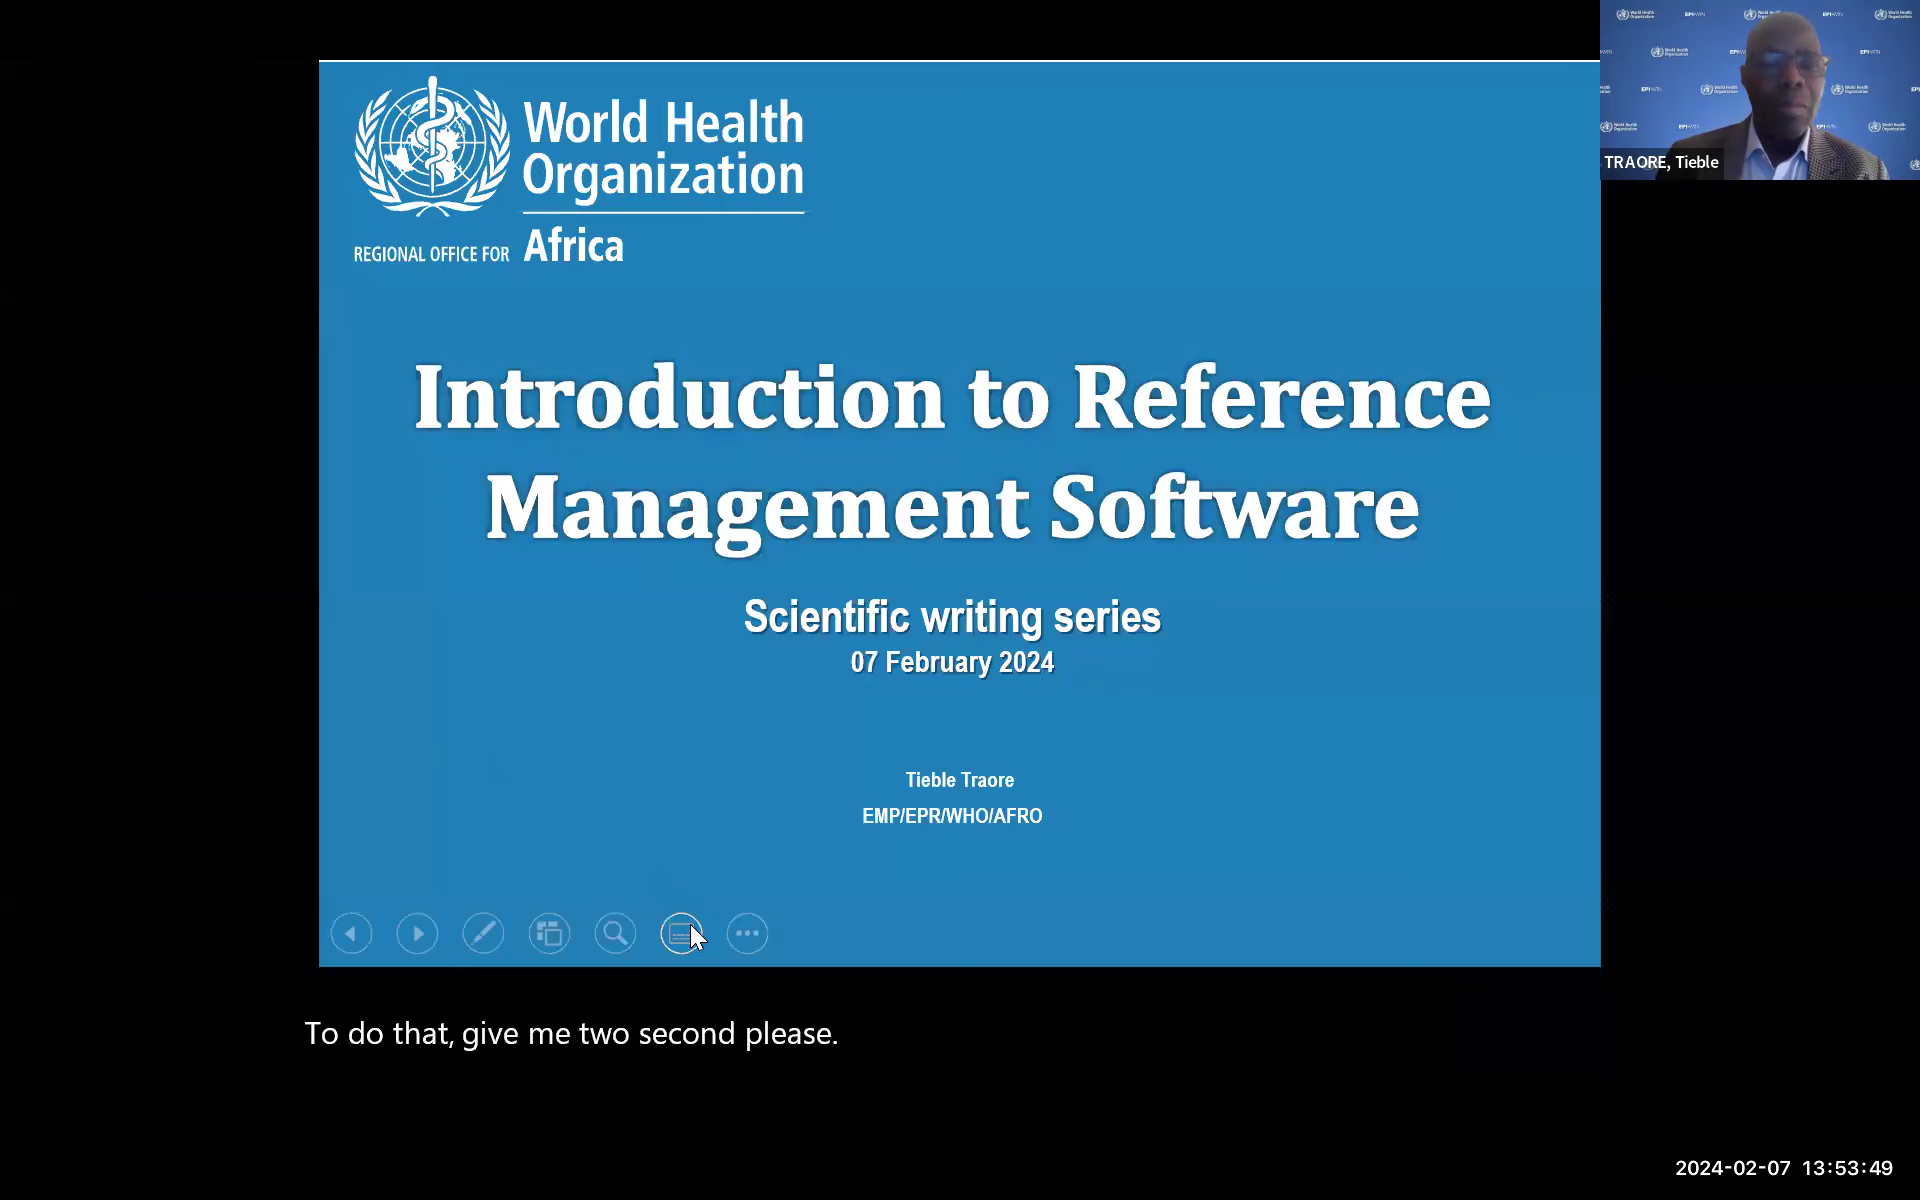 World Health
Organization
REGIONAL OFFICE FOR Africa
Introduction to Reference
Management Software
Scientific writing series
07 February 2024
Tieble Traore
EMP/EPR/WHO/AFRO
TRAORE, Tieble
To do that, give me two second please.
2024-02-07 13:53:49